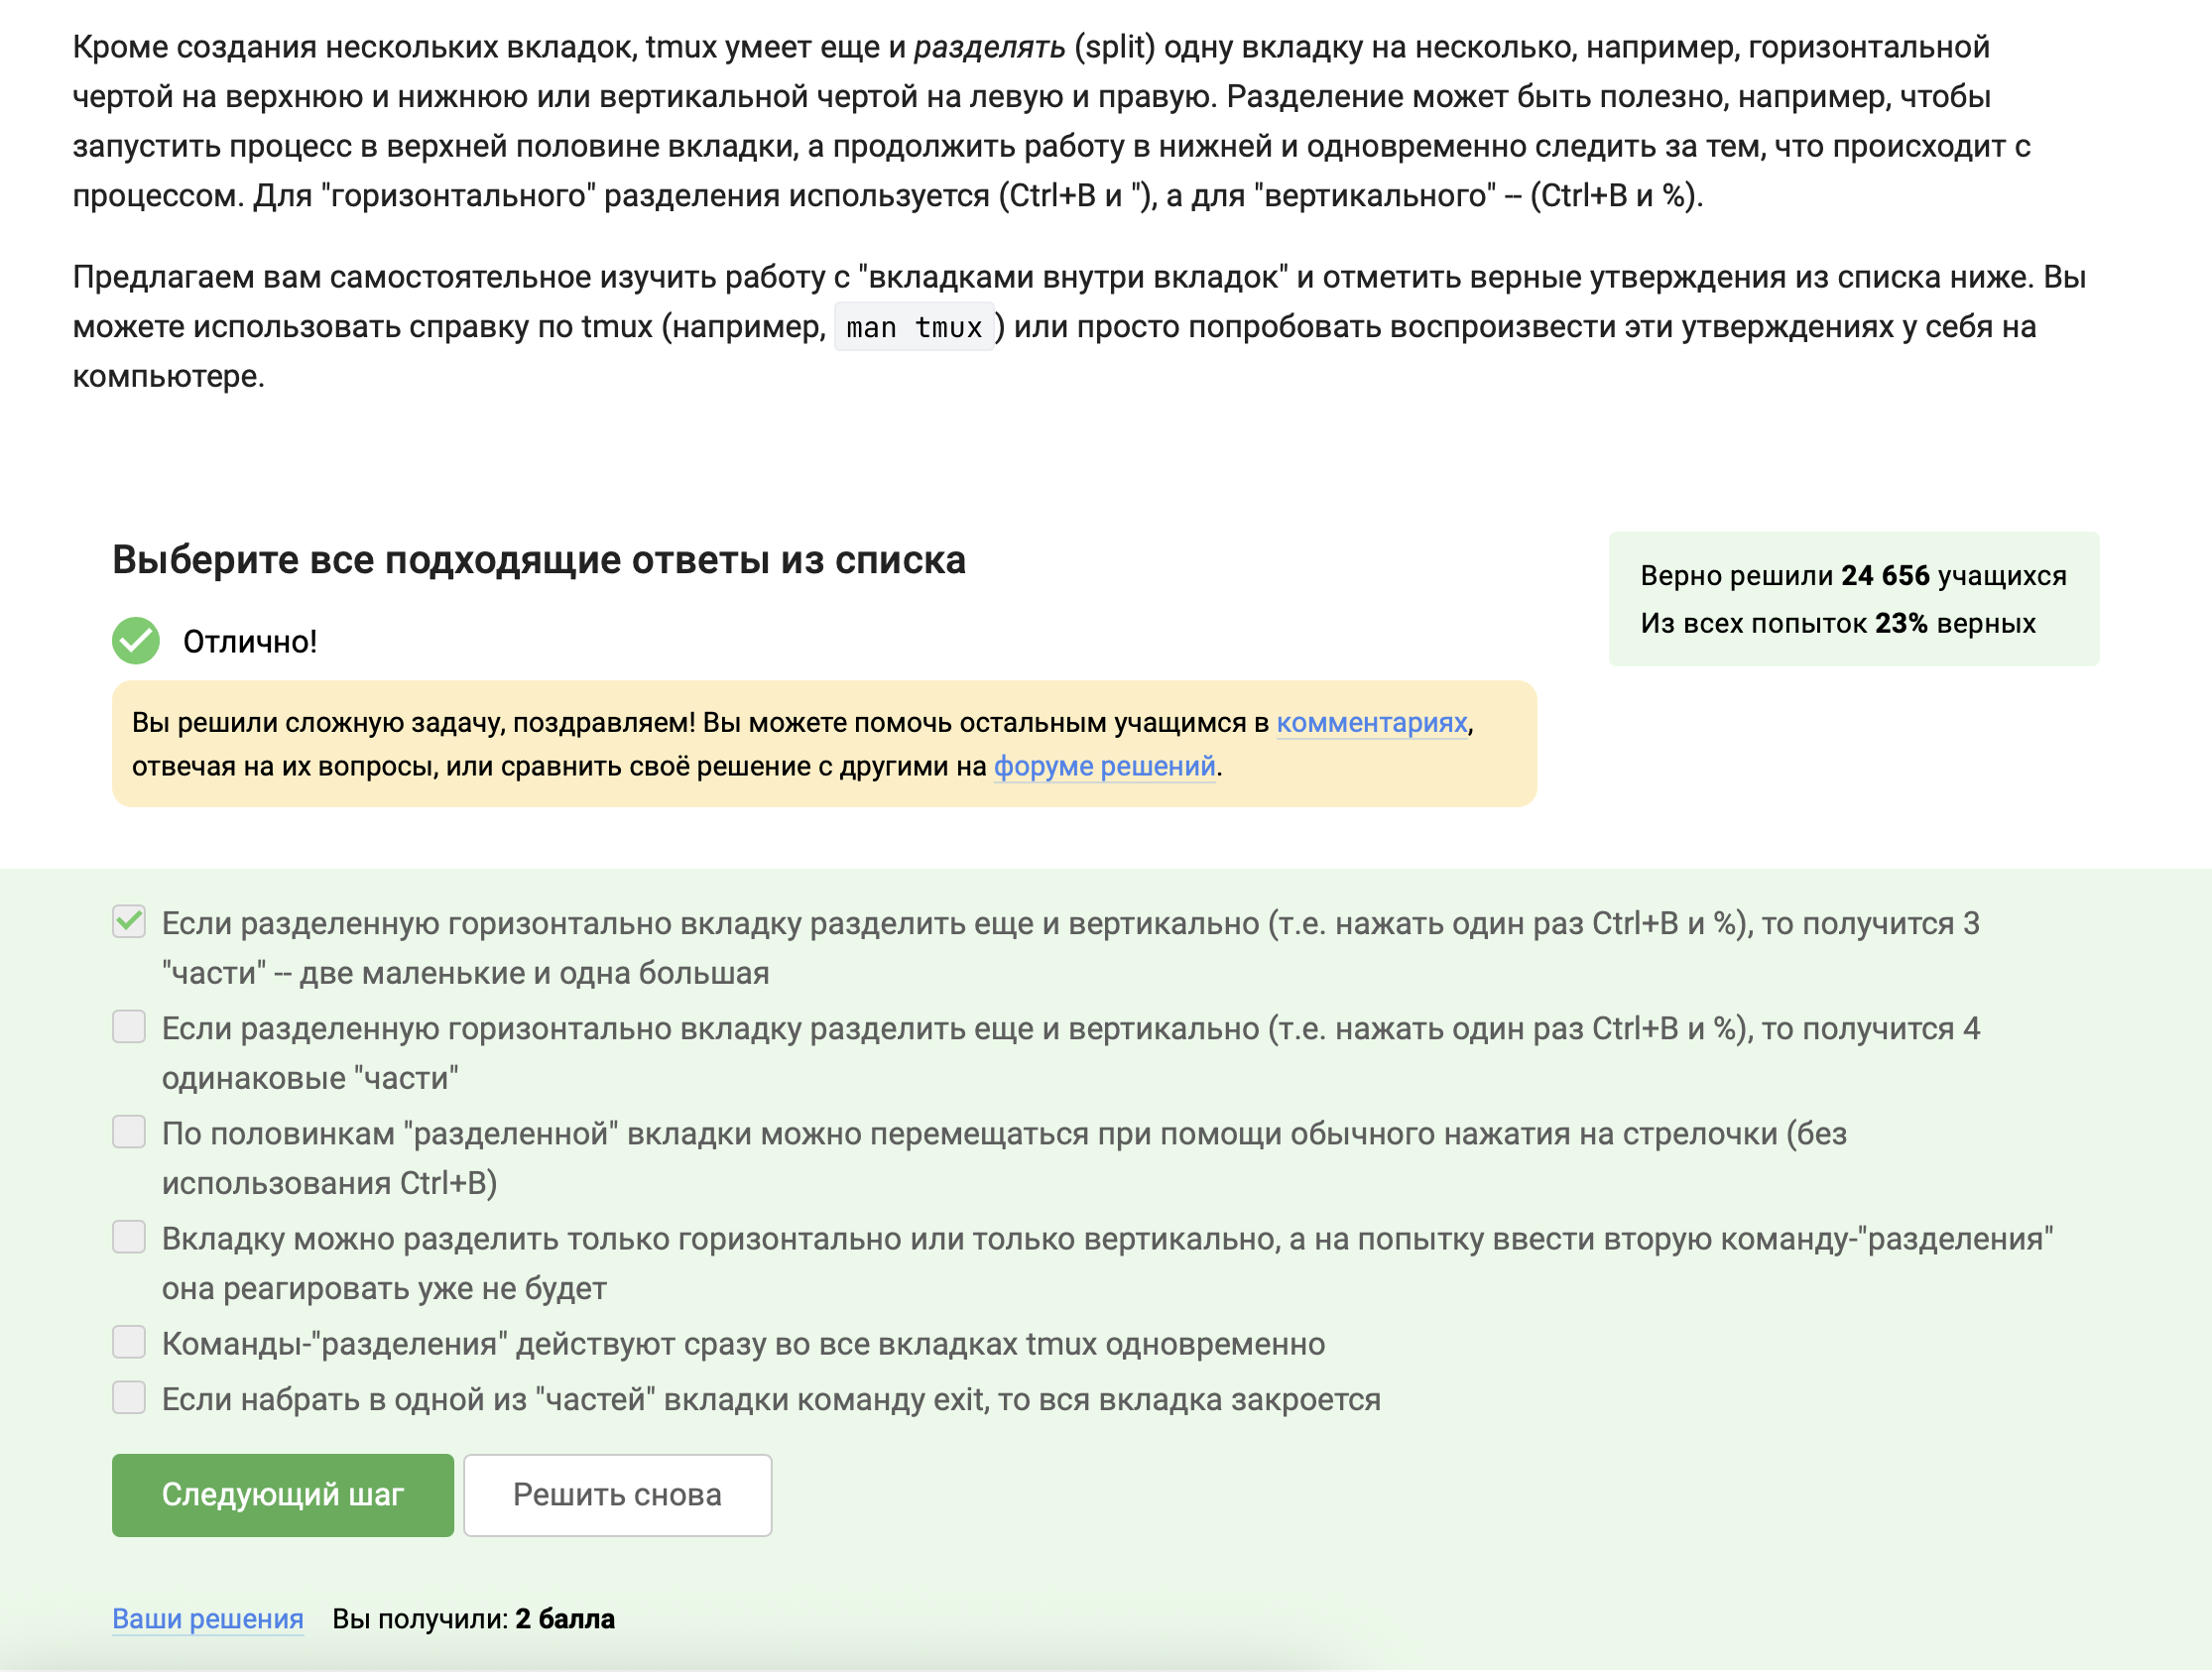 Кроме создания нескольких вкладок, tmux умеет еще и разделять (split) одну вкладку на несколько, например, горизонтальной
чертой на верхнюю и нижнюю или вертикальной чертой на левую и правую. Разделение может быть полезно, например, чтобы
запустить процесс в верхней половине вкладки, а продолжить работу в нижней и одновременно следить за тем, что происходит с
процессом. Для "горизонтального" разделения используется (Ctrl+B и "), а для "вертикального" -- (Ctrl+B и %).
Предлагаем вам самостоятельное изучить работу с "вкладками внутри вкладок" и отметить верные утверждения из списка ниже. Вы
можете использовать справку по tmux (например, man tmux) или просто попробовать воспроизвести эти утверждениях у себя на
компьютере.
Выберите все подходящие ответы из списка
Верно решили 24 656 учащихся
Из всех попыток 23% верных
Отлично!
Вы решили сложную задачу, поздравляем! Вы можете помочь остальным учащимся в комментариях,
отвечая на их вопросы, или сравнить своё решение с другими на форуме решений.
Если разделенную горизонтально вкладку разделить еще и вертикально (т.е. нажать один раз Ctrl+B и %), то получится 3
"части" -- две маленькие и одна большая
Если разделенную горизонтально вкладку разделить еще и вертикально (т.е. нажать один раз Ctrl+B и %), то получится 4
одинаковые "части"
По половинкам "разделенной" вкладки можно перемещаться при помощи обычного нажатия на стрелочки (без
использования Ctrl+B)
Вкладку можно разделить только горизонтально или только вертикально, а на попытку ввести вторую команду-"разделения"
она реагировать уже не будет
Команды-"разделения" действуют сразу во все вкладках tmux одновременно
Если набрать в одной из "частей" вкладки команду exit, то вся вкладка закроется
Следующий шаг
Решить снова
Ваши решения
Вы получили: 2 балла